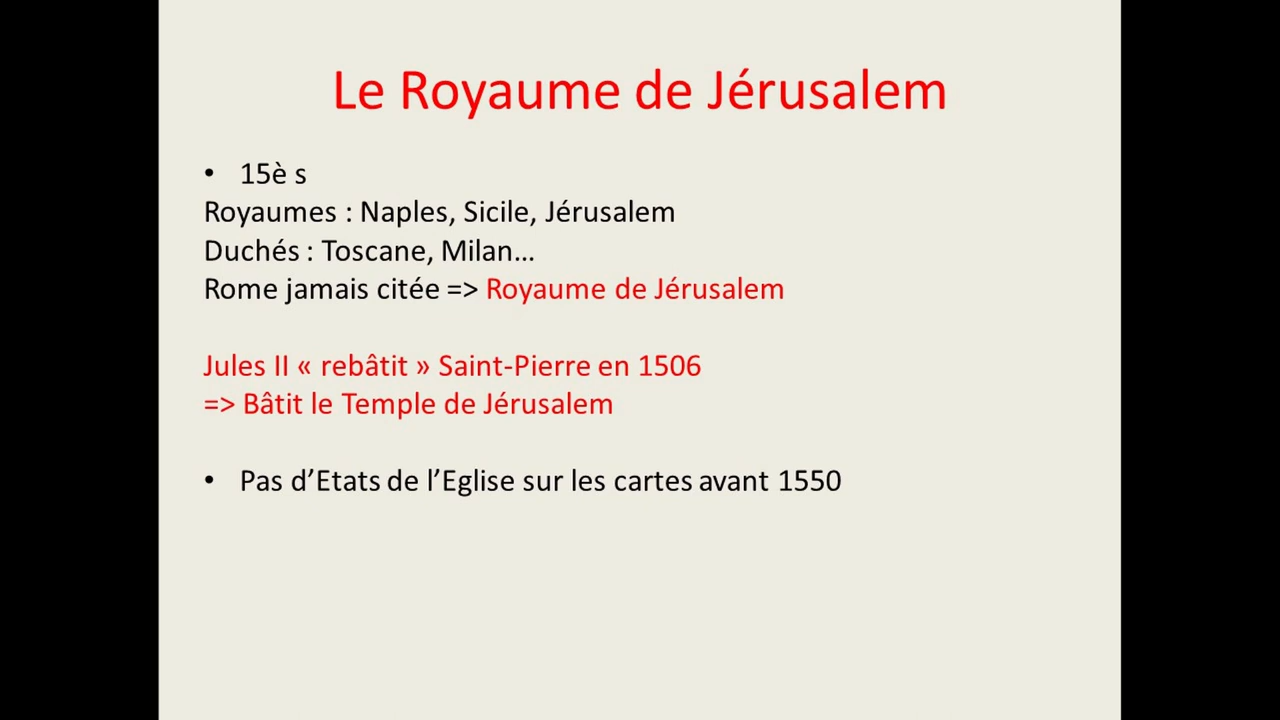 Le Royaume de Jérusalem
• 15è s
Royaumes : Naples, Sicile, Jérusalem
Duchés : Toscane, Milan...
Rome jamais citée => Royaume de Jérusalem
Jules II « rebâtit » Saint-Pierre en 1506
=> Bâtit le Temple de Jérusalem
• Pas d’Etats de l’Eglise sur les cartes avant 1550